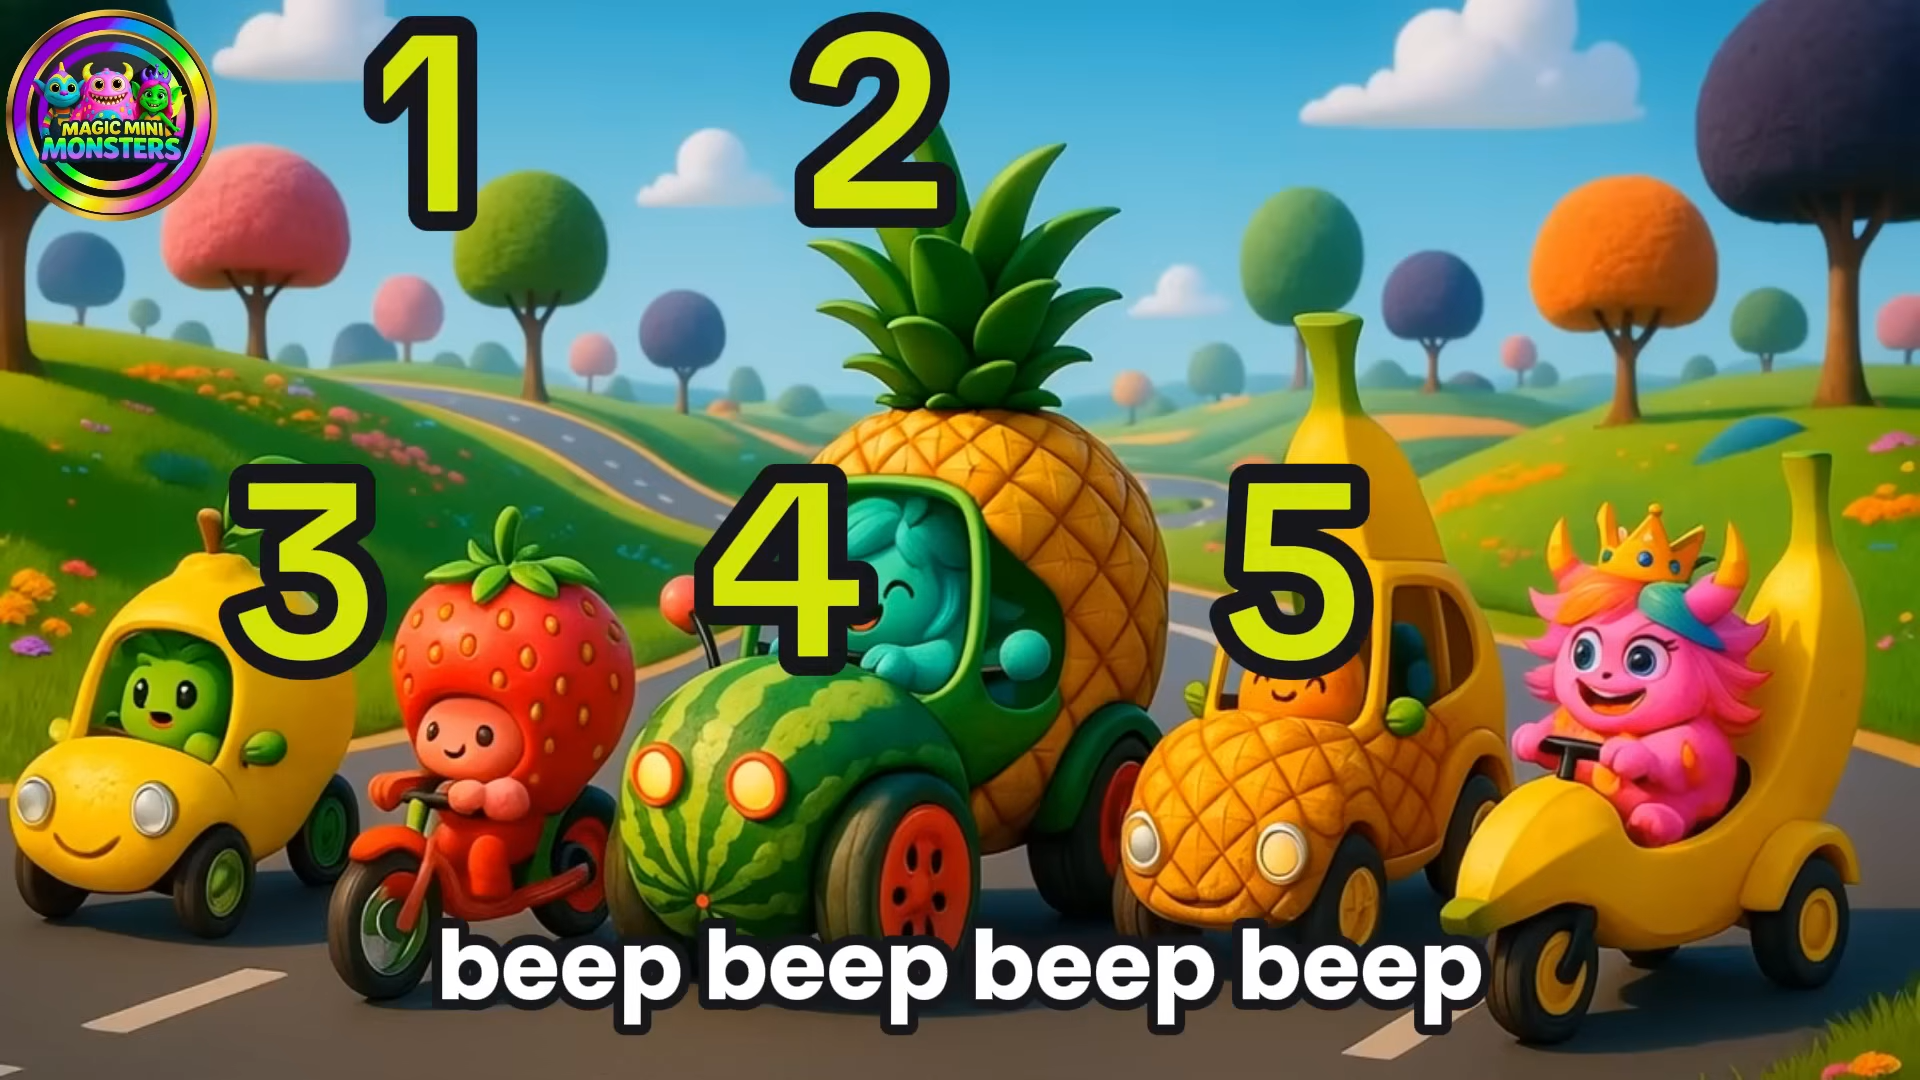 MAGIC MINI
MONSTERS
1 2
3 4 5
beep beep beep beep